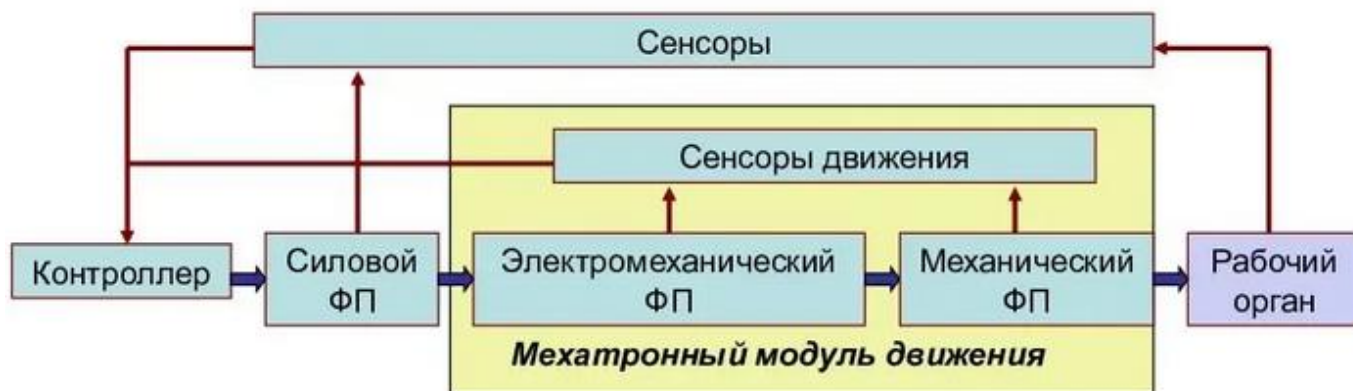 Сенсоры
Сенсоры движения
Контроллер
Силовой
ФП
Электромеханический
ФП
Механический
ФП
Рабочий
орган
Мехатронный модуль движения